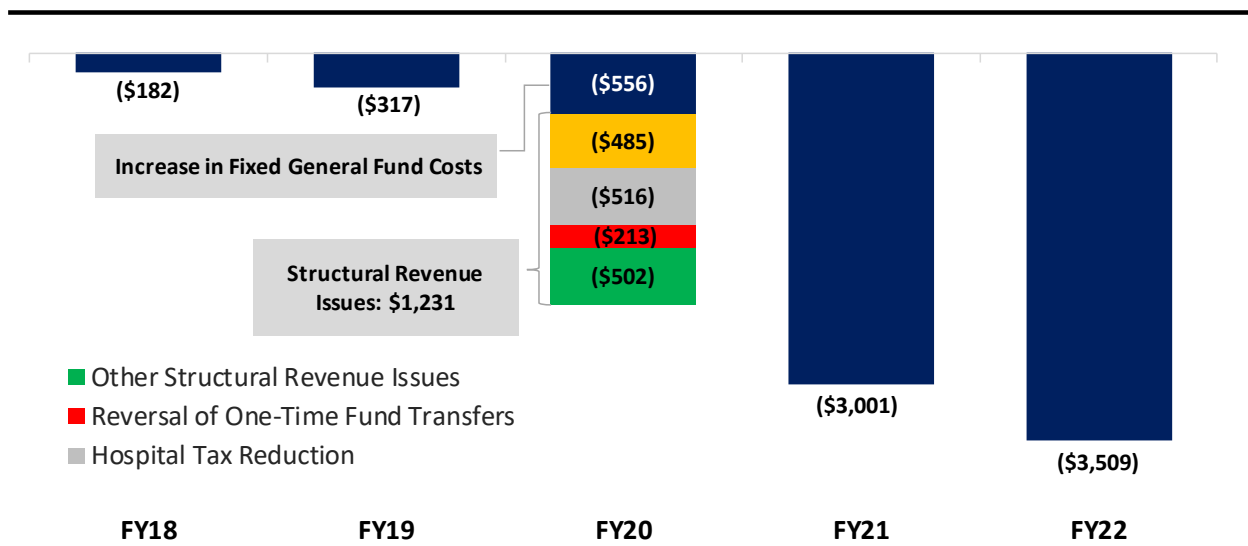 ($182)
($317)
($556)
($485)
Increase in Fixed General Fund Costs
($516)
($213)
Structural Revenue
Issues: $1,231
($502)
Other Structural Revenue Issues
Reversal of One-Time Fund Transfers
Hospital Tax Reduction
($3,001)
($3,509)
FY18 FY19 FY20 FY21 FY22